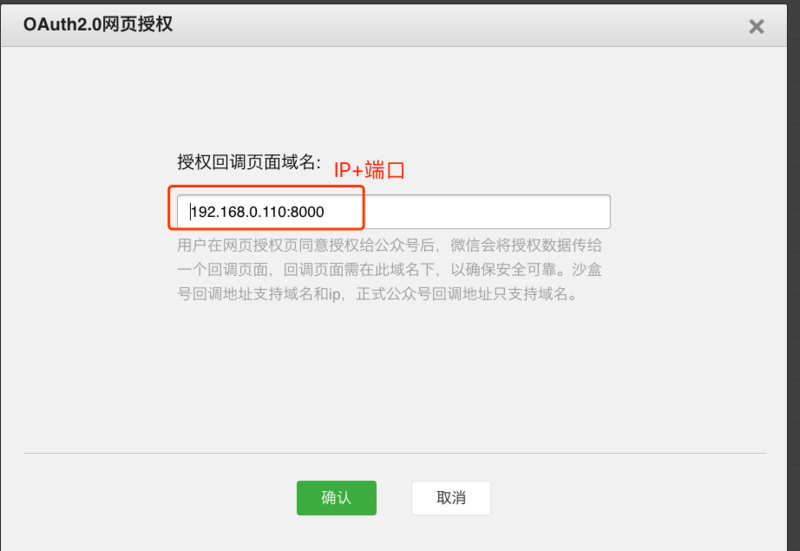 OAuth2.0网页授权
授权回调页面域名：
IP+端口
192.168.0.110:8000
用户在网页授权页同意授权给公众号后，微信会将授权数据传给
一个回调页面，回调页面需在此域名下，以确保安全可靠。沙盒
号回调地址支持域名和ip，正式公众号回调地址只支持域名。
确认
取消